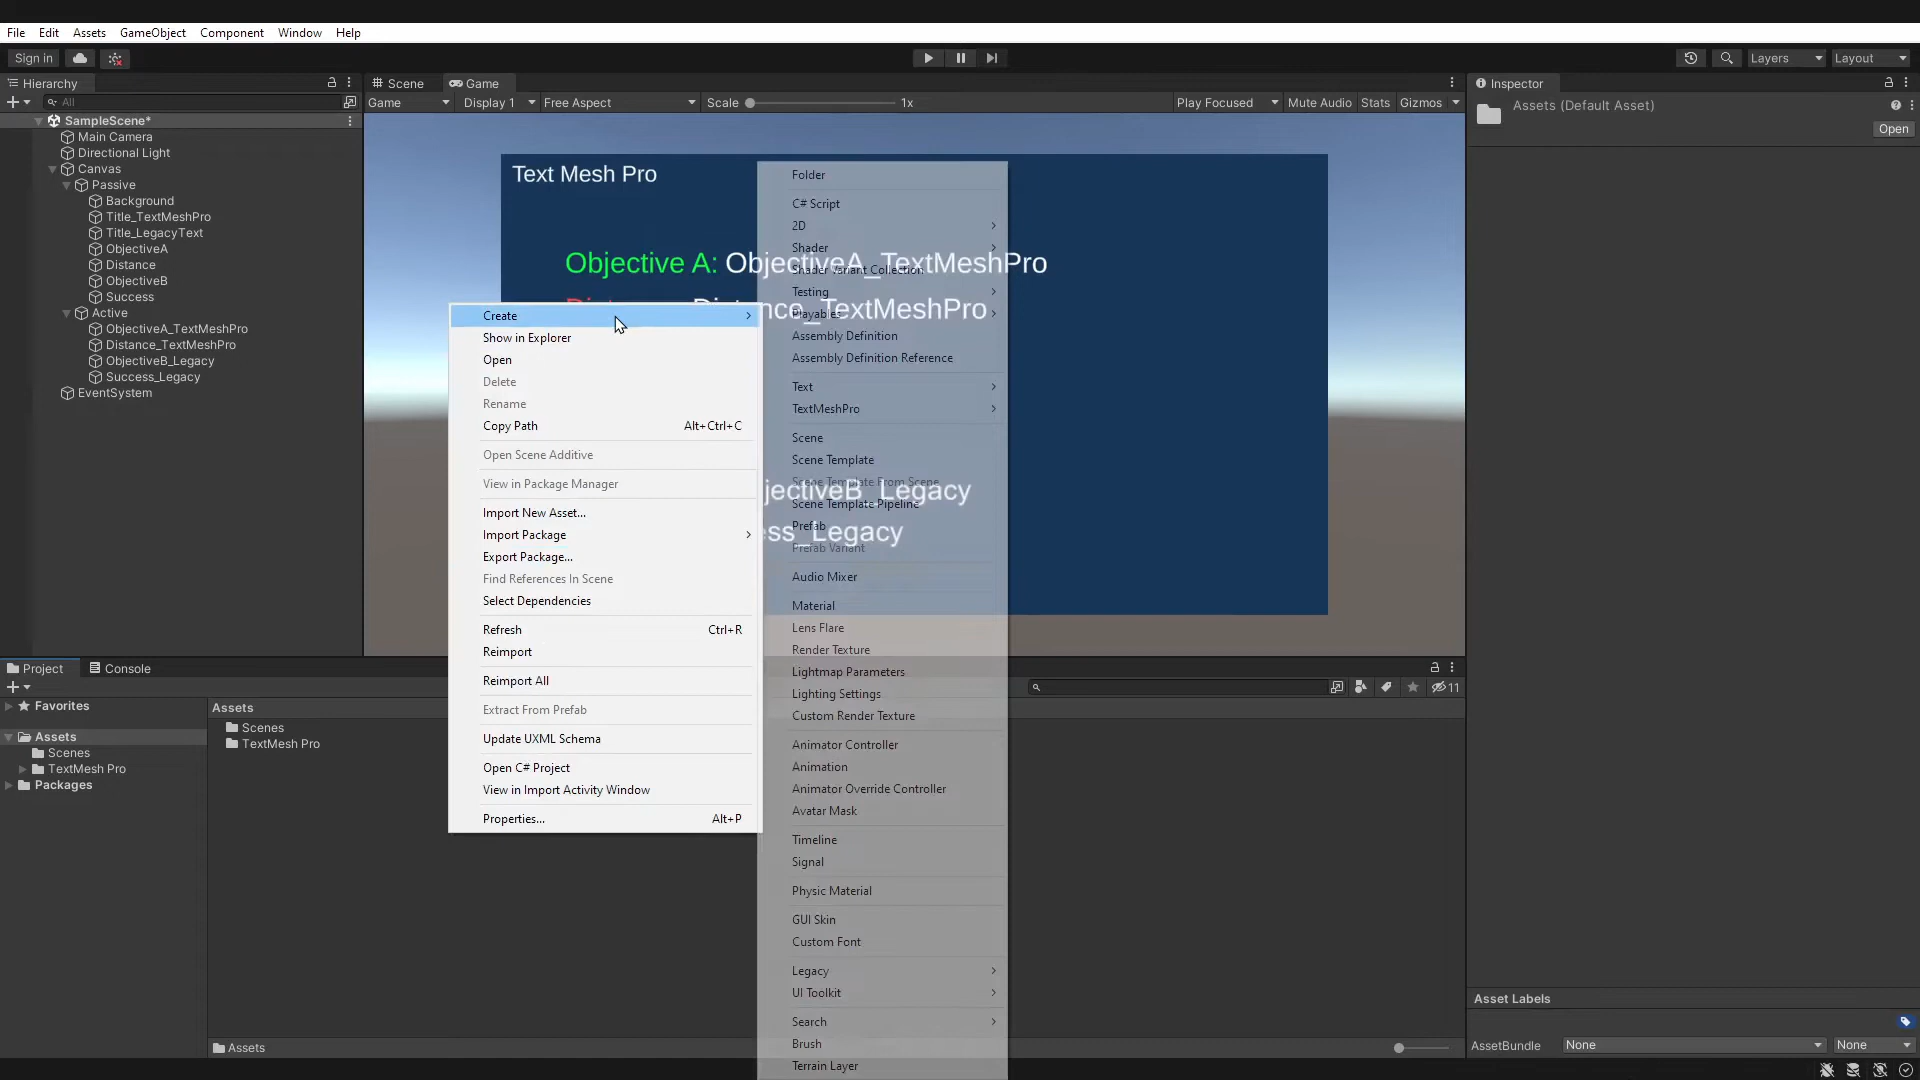 File Edit Assets GameObject Component Window Help
Sign in
Layers Layout
Hierarchy
All
SampleScene*
Main Camera
Directional Light
Canvas
Passive
Background
Title_TextMeshPro
Title_LegacyText
ObjectiveA
Distance
ObjectiveB
Success
Active
ObjectiveA_TextMeshPro
Distance_TextMeshPro
ObjectiveB_Legacy
Success_Legacy
EventSystem
Scene Game
Game Display 1 Free Aspect Scale 1x Play Focused Mute Audio Stats Gizmos
Text Mesh Pro
Objective A: ObjectiveA_TextMeshPro
nce_TextMeshPro
jectiveB_Legacy
ess_Legacy
Create
Show in Explorer
Open
Delete
Rename
Copy Path Alt+Ctrl+C
Open Scene Additive
View in Package Manager
Import New Asset...
Import Package
Export Package...
Find References In Scene
Select Dependencies
Refresh Ctrl+R
Reimport
Reimport All
Extract From Prefab
Update UXML Schema
Open C# Project
View in Import Activity Window
Properties... Alt+P
Folder
C# Script
2D
Shader
Shader Variant Collection
Testing
Playables
Assembly Definition
Assembly Definition Reference
Text
TextMeshPro
Scene
Scene Template
Scene Template From Scene
Scene Template Pipeline
Prefab
Prefab Variant
Audio Mixer
Material
Lens Flare
Render Texture
Lightmap Parameters
Lighting Settings
Custom Render Texture
Animator Controller
Animation
Animator Override Controller
Avatar Mask
Timeline
Signal
Physic Material
GUI Skin
Custom Font
Legacy
UI Toolkit
Search
Brush
Terrain Layer
Inspector
Assets (Default Asset)
Open
Asset Labels
AssetBundle None None
Project Console
11
Favorites
Assets
Scenes
TextMesh Pro
Packages
Assets
Scenes
TextMesh Pro
Assets